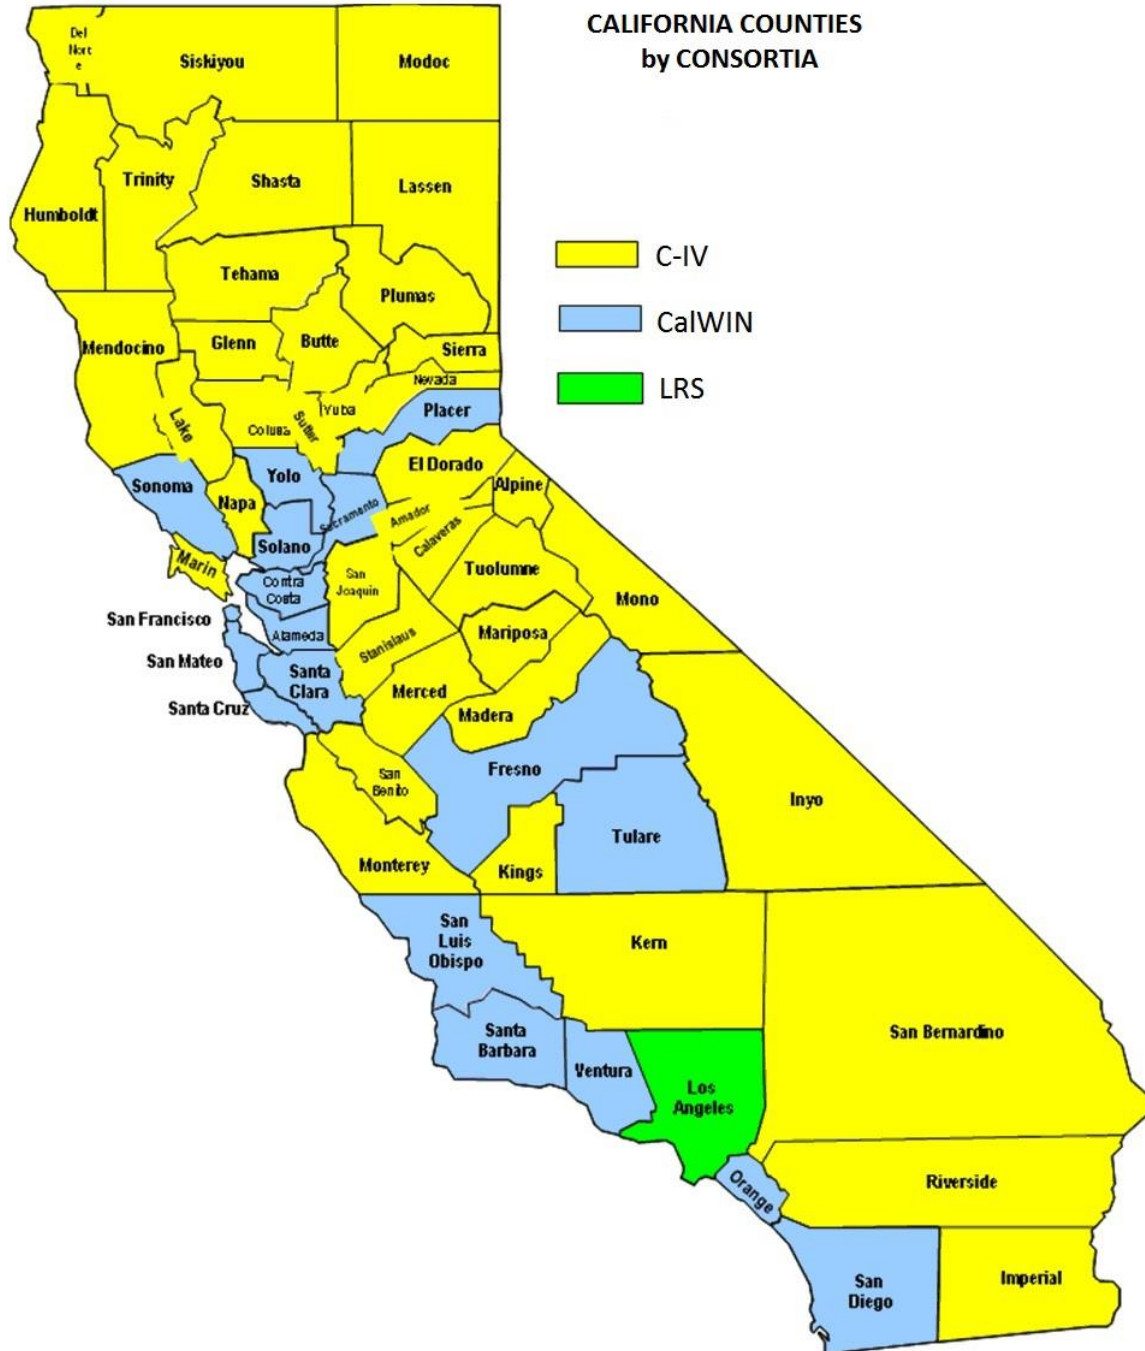 CALIFORNIA COUNTIES
by CONSORTIA
Del
Nort
e
Siskiyou
Modoc
Trinity
Shasta
Lassen
Humboldt
C-IV
Tehama
Plumas
CalWIN
Mendocino
Glenn
Butte
Sierra
Nevada
LRS
Lake
Colusa
Sutter
Yuba
Placer
El Dorado
Sonoma
Napa
Yolo
Sacramento
Amador
Alpine
Solano
Calaveras
Marin
Contra
Costa
San
Joaquin
Tuolumne
Mono
San Francisco
Alameda
Stanislaus
Mariposa
San Mateo
Santa
Clara
Merced
Santa Cruz
Madera
San
Benito
Fresno
Inyo
Tulare
Monterey
Kings
San
Luis
Obispo
Kern
Santa
Barbara
San Bernardino
Ventura
Los
Angeles
Orange
Riverside
San
Diego
Imperial